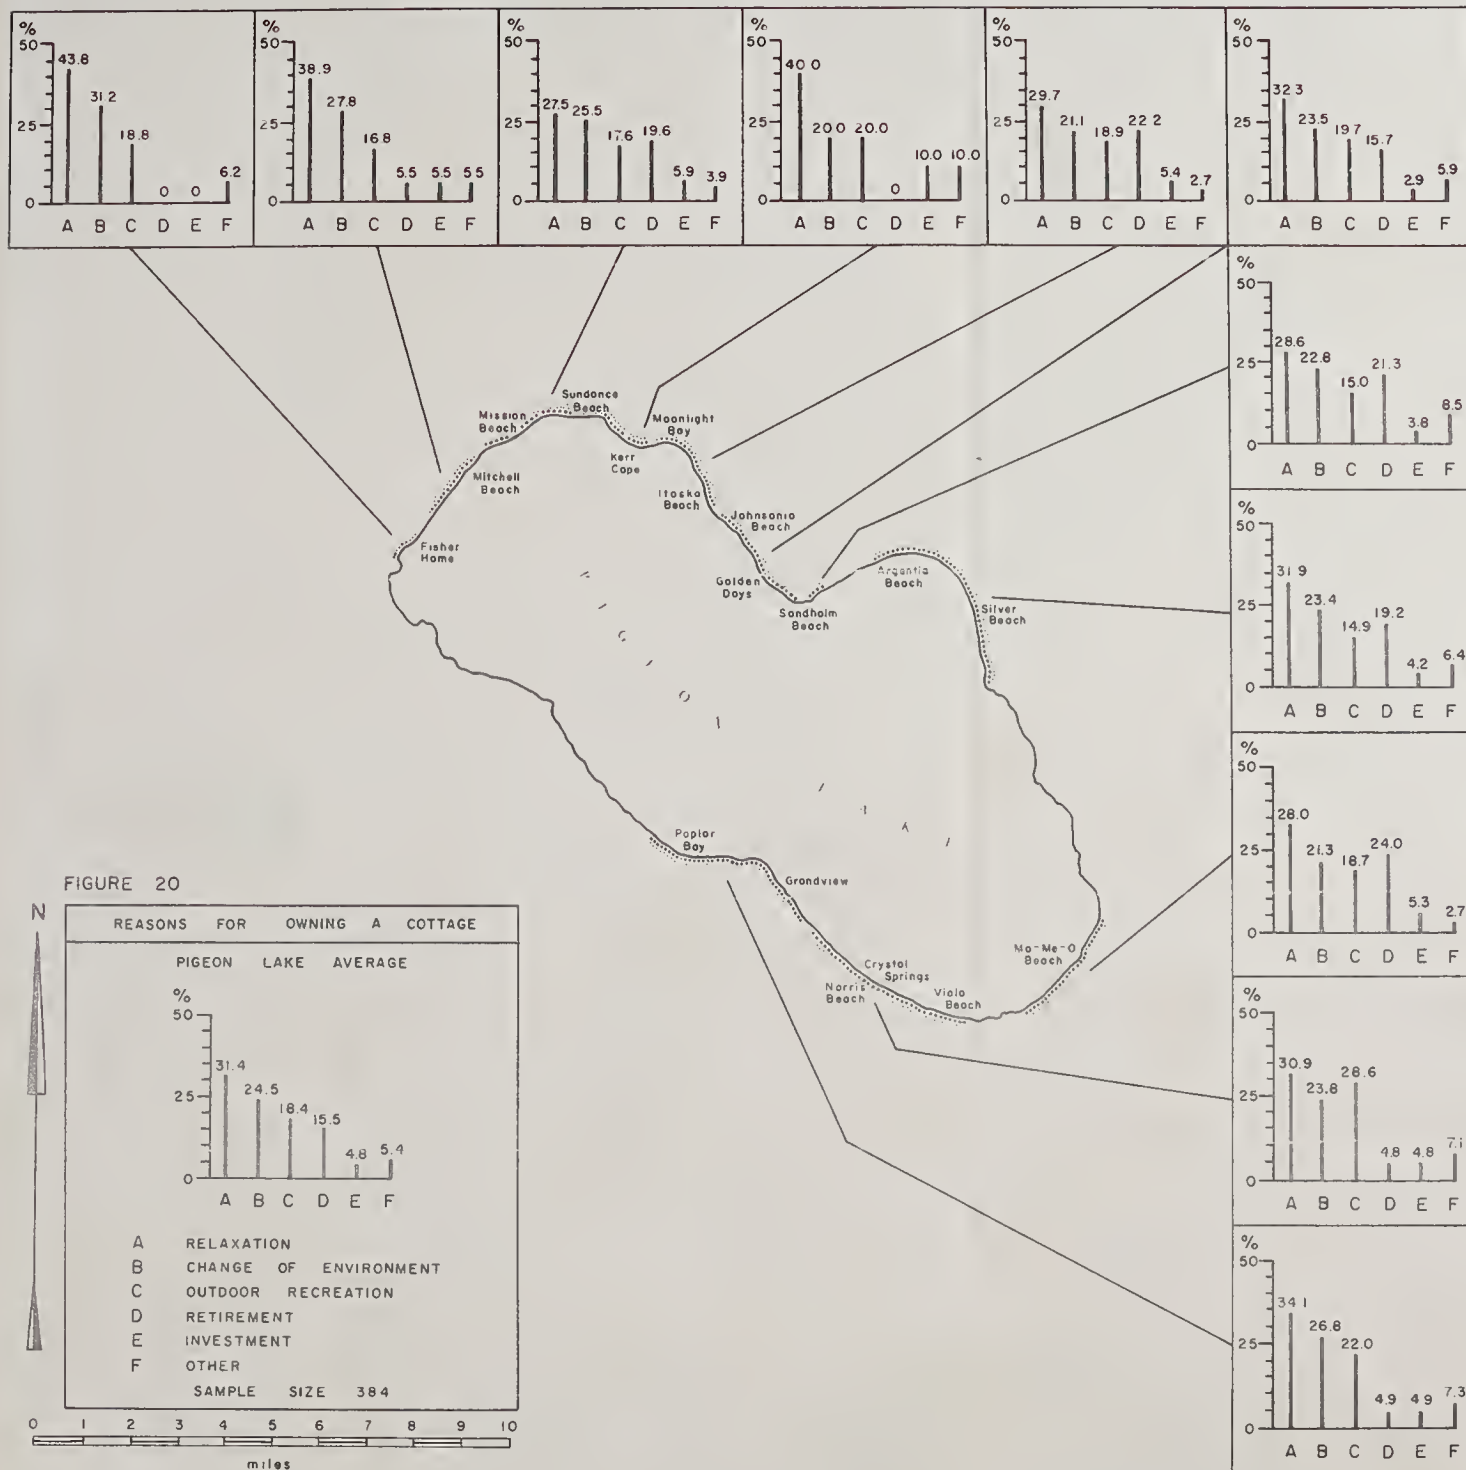 %
50
43.8
31.2
25
18.8
6.2
0 0
0
A B C D E F
%
50
38.9
27.8
25
16.8
5.5 5.5 5.5
0
A B C D E F
%
50
27.5 25.5
25
17.6 19.6
5.9 3.9
0
A B C D E F
%
50
40.0
25
20.0 20.0
10.0 10.0
0
0
A B C D E F
%
50
29.7
25
21.1 18.9 22.2
5.4 2.7
0
A B C D E F
%
50
32.3
25
23.5 19.7 15.7
2.9 5.9
0
A B C D E F
%
50
28.6
25
22.8 15.0 21.3
3.8 8.5
0
A B C D E F
%
50
31.9
25
23.4 14.9 19.2
4.2 6.4
0
A B C D E F
%
50
28.0
25
21.3 18.7 24.0
5.3 2.7
0
A B C D E F
%
50
30.9
25
23.8 28.6
4.8 4.8 7.1
0
A B C D E F
%
50
34.1
25
26.8 22.0
4.9 4.9 7.3
0
A B C D E F
Sundance
Beach
Mission
Beach
Moonlight
Bay
Mitchell
Beach
Kerr
Cape
Itaska
Beach
Johnsonia
Beach
Fisher
Home
Golden
Days
Sandholm
Beach
Argentia
Beach
Silver
Beach
Poplar
Bay
Grandview
Crystal
Springs
Norris
Beach
Viola
Beach
Ma-Me-O
Beach
FIGURE 20
N
REASONS FOR OWNING A COTTAGE
PIGEON LAKE AVERAGE
%
50
31.4
25
24.5
18.4
15.5
4.8 5.4
0
A B C D E F
A RELAXATION
B CHANGE OF ENVIRONMENT
C OUTDOOR RECREATION
D RETIREMENT
E INVESTMENT
F OTHER
SAMPLE SIZE 384
0 1 2 3 4 5 6 7 8 9 10
miles